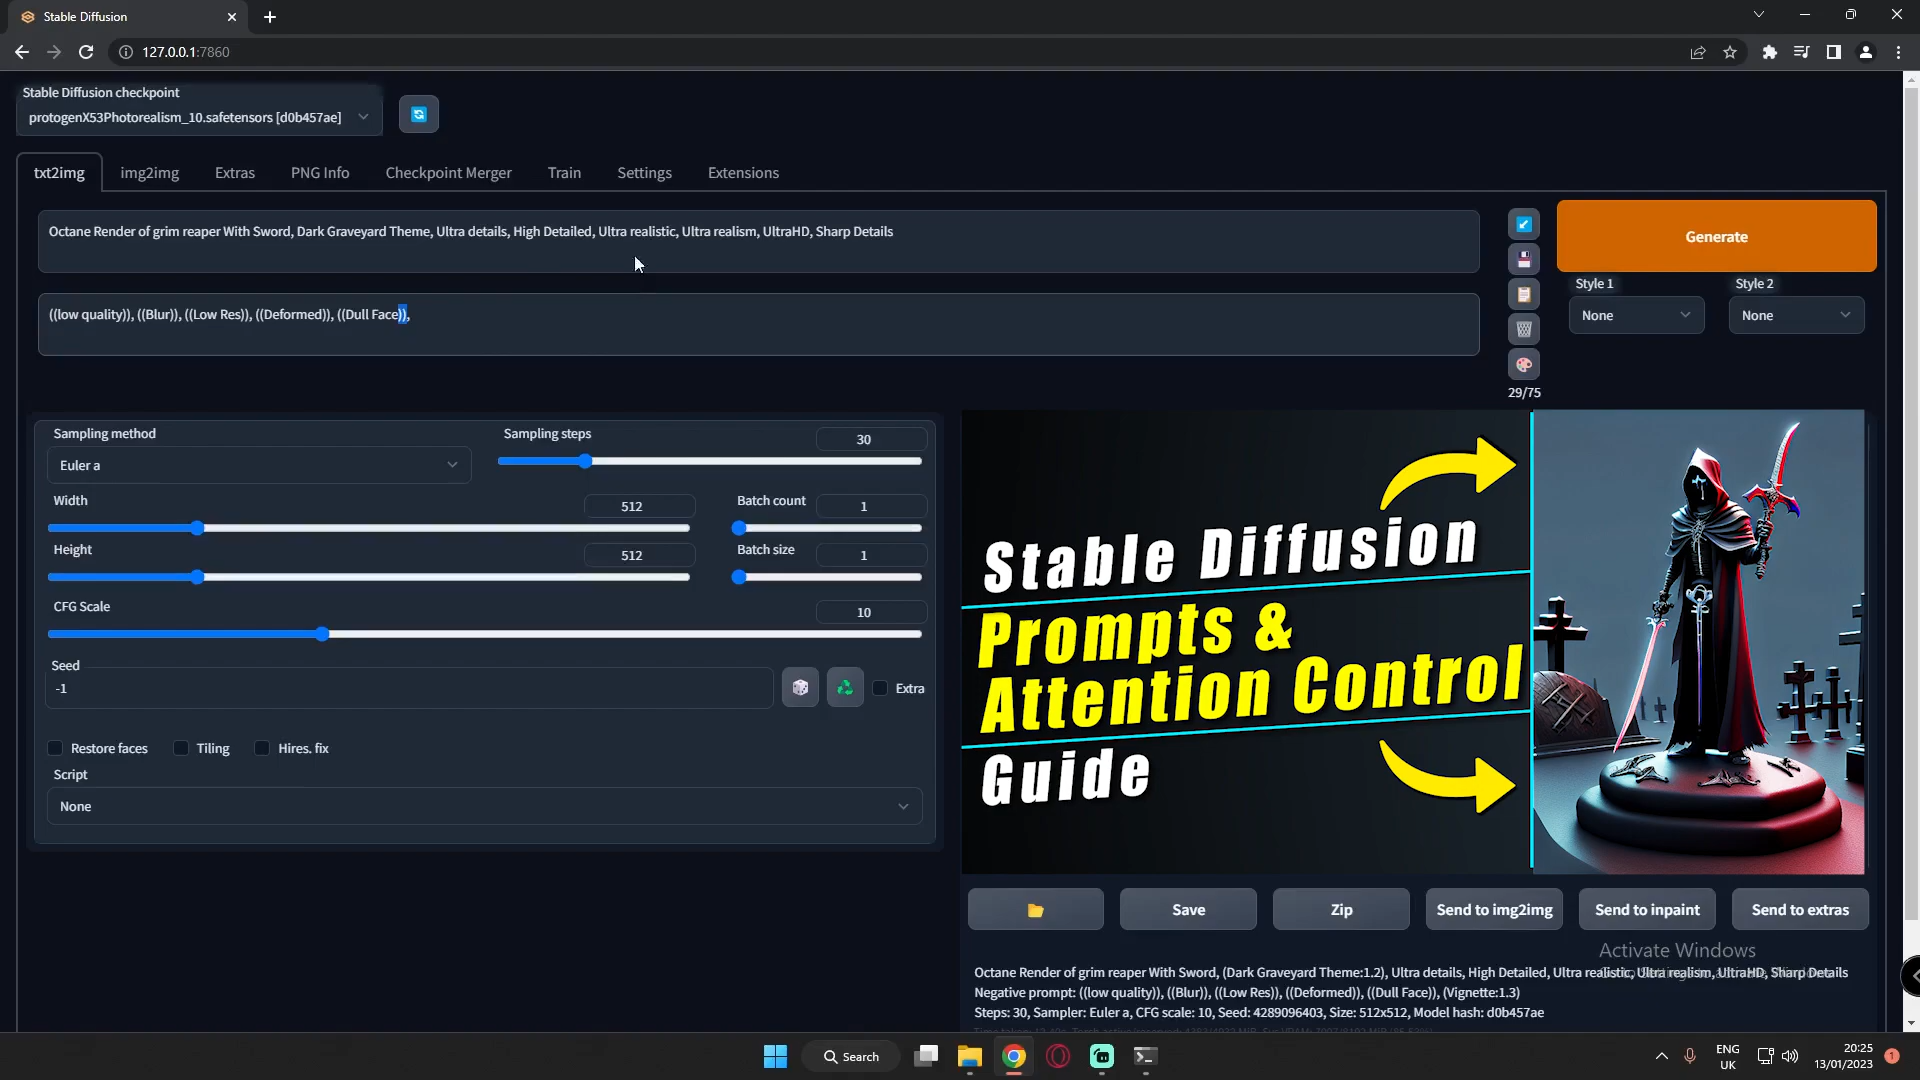 Stable Diffusion
127.0.0.1:7860
Stable Diffusion checkpoint
protogenX53Photorealism_10.safetensors [d0b457ae]
txt2img
img2img
Extras
PNG Info
Checkpoint Merger
Train
Settings
Extensions
Octane Render of grim reaper With Sword, Dark Graveyard Theme, Ultra details, High Detailed, Ultra realistic, Ultra realism, UltraHD, Sharp Details
Generate
Style 1
Style 2
None
None
((low quality)), ((Blur)), ((Low Res)), ((Deformed)), ((Dull Face)),
29/75
Sampling method
Euler a
Sampling steps
30
Width
512
Batch count
1
Height
512
Batch size
1
CFG Scale
10
Seed
-1
Extra
Restore faces
Tiling
Hires. fix
Script
None
Stable Diffusion
Prompts &
Attention Control
Guide
Save
Zip
Send to img2img
Send to inpaint
Send to extras
Activate Windows
Octane Render of grim reaper With Sword, (Dark Graveyard Theme:1.2), Ultra details, High Detailed, Ultra realistic, Ultra realism, UltraHD, Sharp Details
Negative prompt: ((low quality)), ((Blur)), ((Low Res)), ((Deformed)), ((Dull Face)), (Vignette:1.3)
Steps: 30, Sampler: Euler a, CFG scale: 10, Seed: 4289096403, Size: 512x512, Model hash: d0b457ae
Search
ENG
UK
20:25
13/01/2023
1